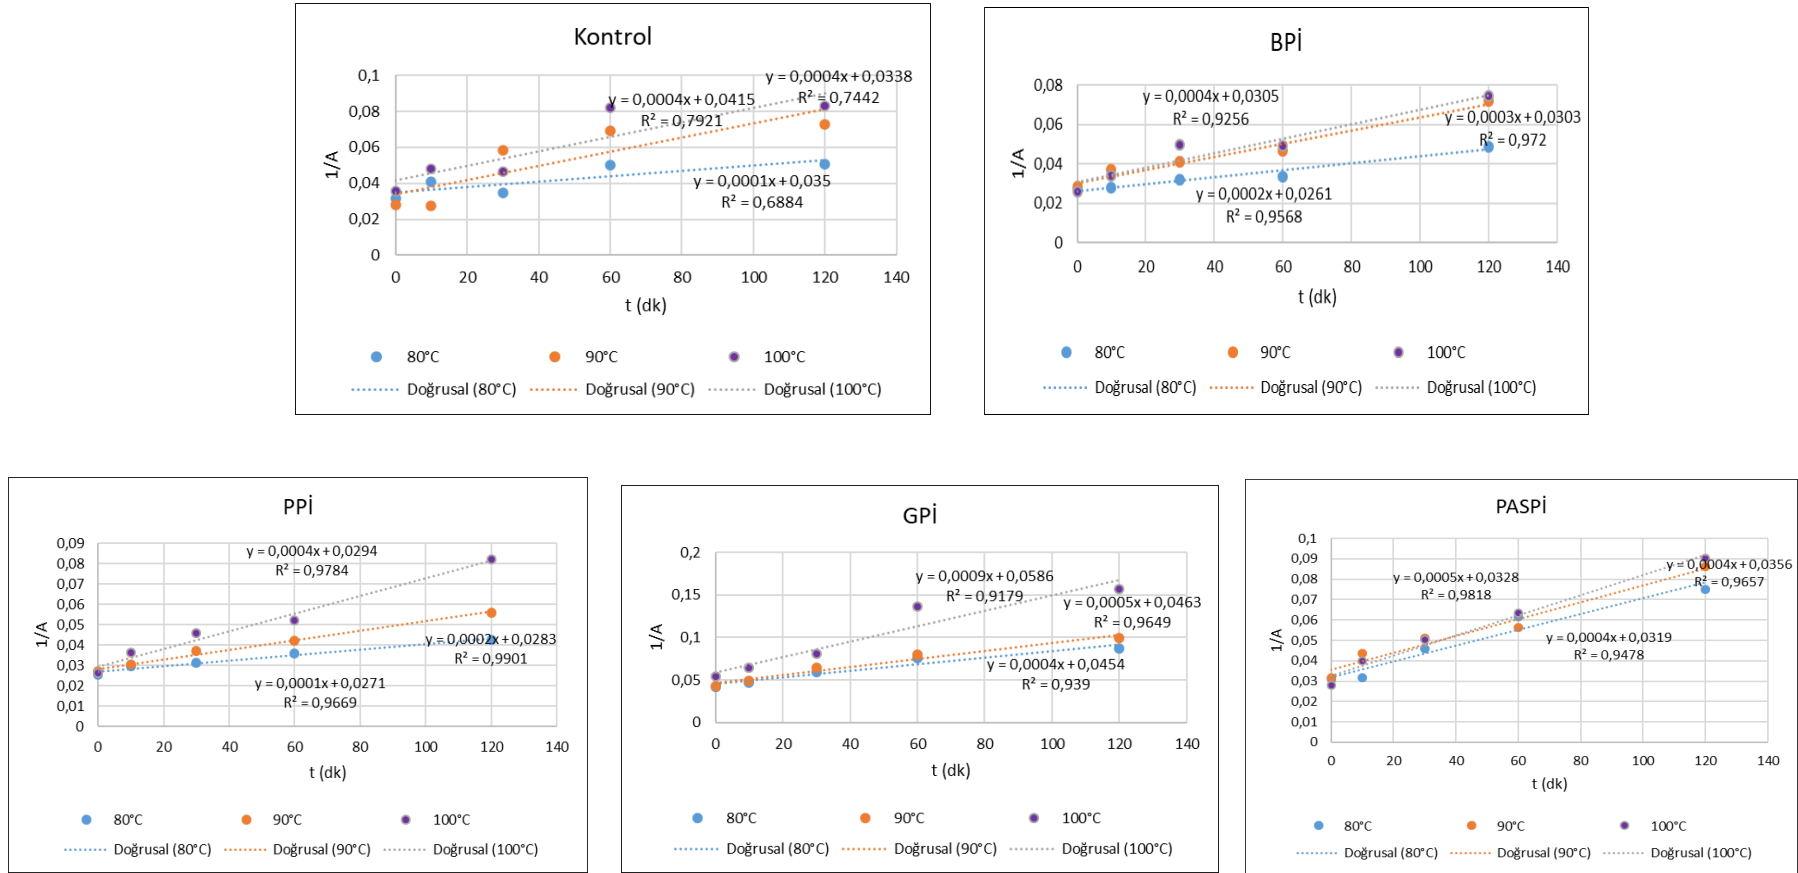 Kontrol
y = 0,0004x + 0,0338
R² = 0,7442
y = 0,0004x + 0,0415
R² = 0,7921
y = 0,0001x + 0,035
R² = 0,6884
0,1
0,08
0,06
0,04
0,02
0
1/A
0 20 40 60 80 100 120 140
t (dk)
80°C 90°C 100°C
Doğrusal (80°C) Doğrusal (90°C) Doğrusal (100°C)
BPİ
y = 0,0004x + 0,0305
R² = 0,9256
y = 0,0003x + 0,0303
R² = 0,972
y = 0,0002x + 0,0261
R² = 0,9568
0,08
0,06
0,04
0,02
0
1/A
0 20 40 60 80 100 120 140
t (dk)
80°C 90°C 100°C
Doğrusal (80°C) Doğrusal (90°C) Doğrusal (100°C)
PPİ
y = 0,0004x + 0,0294
R² = 0,9784
y = 0,0002x + 0,0283
R² = 0,9901
y = 0,0001x + 0,0271
R² = 0,9669
0,09
0,08
0,07
0,06
0,05
0,04
0,03
0,02
0,01
0
1/A
0 20 40 60 80 100 120 140
t (dk)
80°C 90°C 100°C
Doğrusal (80°C) Doğrusal (90°C) Doğrusal (100°C)
GPİ
y = 0,0009x + 0,0586
R² = 0,9179
y = 0,0005x + 0,0463
R² = 0,9649
y = 0,0004x + 0,0454
R² = 0,939
0,2
0,15
0,1
0,05
0
1/A
0 20 40 60 80 100 120 140
t (dk)
80°C 90°C 100°C
Doğrusal (80°C) Doğrusal (90°C) Doğrusal (100°C)
PASPİ
y = 0,0004x + 0,0356
R² = 0,9657
y = 0,0005x + 0,0328
R² = 0,9818
y = 0,0004x + 0,0319
R² = 0,9478
0,1
0,09
0,08
0,07
0,06
0,05
0,04
0,03
0,02
0,01
0
1/A
0 20 40 60 80 100 120 140
t (dk)
80°C 90°C 100°C
Doğrusal (80°C) Doğrusal (90°C) Doğrusal (100°C)